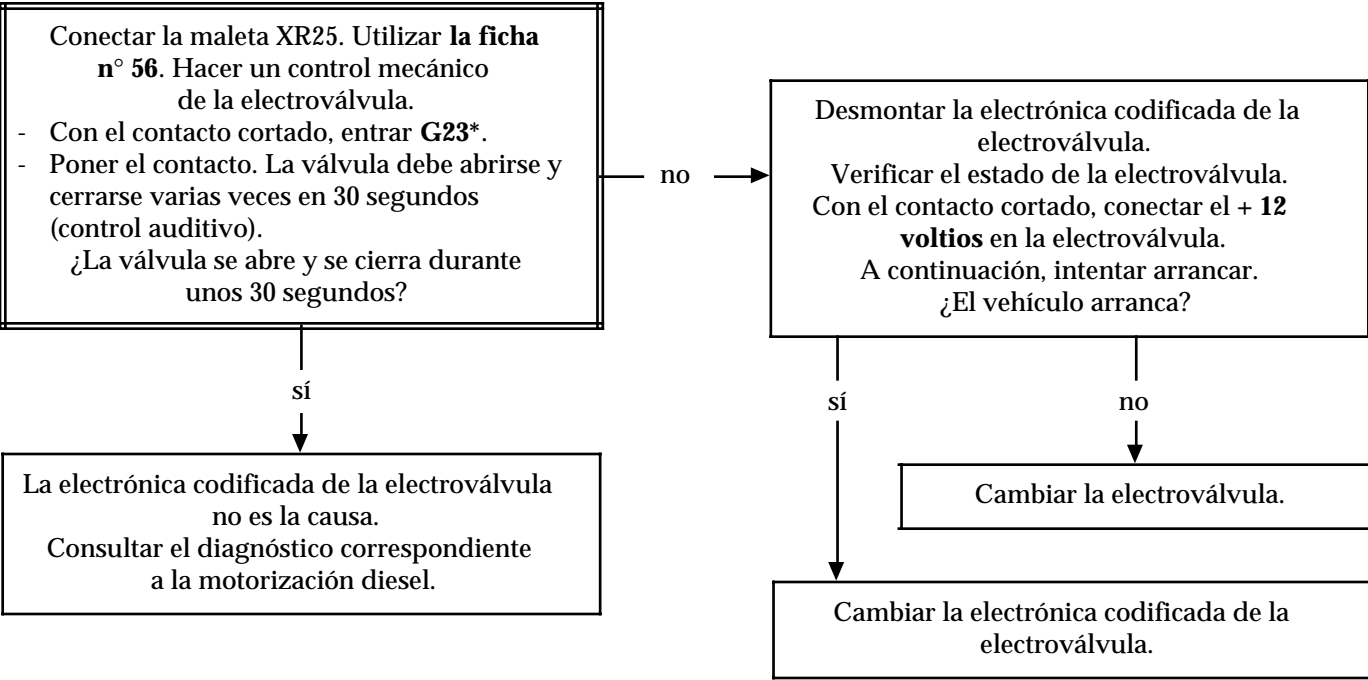 Conectar la maleta XR25. Utilizar la ficha
n° 56. Hacer un control mecánico
de la electroválvula.
- Con el contacto cortado, entrar G23*.
- Poner el contacto. La válvula debe abrirse y
cerrarse varias veces en 30 segundos
(control auditivo).
¿La válvula se abre y se cierra durante
unos 30 segundos?
no
Desmontar la electrónica codificada de la
electroválvula.
Verificar el estado de la electroválvula.
Con el contacto cortado, conectar el + 12
voltios en la electroválvula.
A continuación, intentar arrancar.
¿El vehículo arranca?
sí
sí
no
La electrónica codificada de la electroválvula
no es la causa.
Consultar el diagnóstico correspondiente
a la motorización diesel.
Cambiar la electroválvula.
Cambiar la electrónica codificada de la
electroválvula.